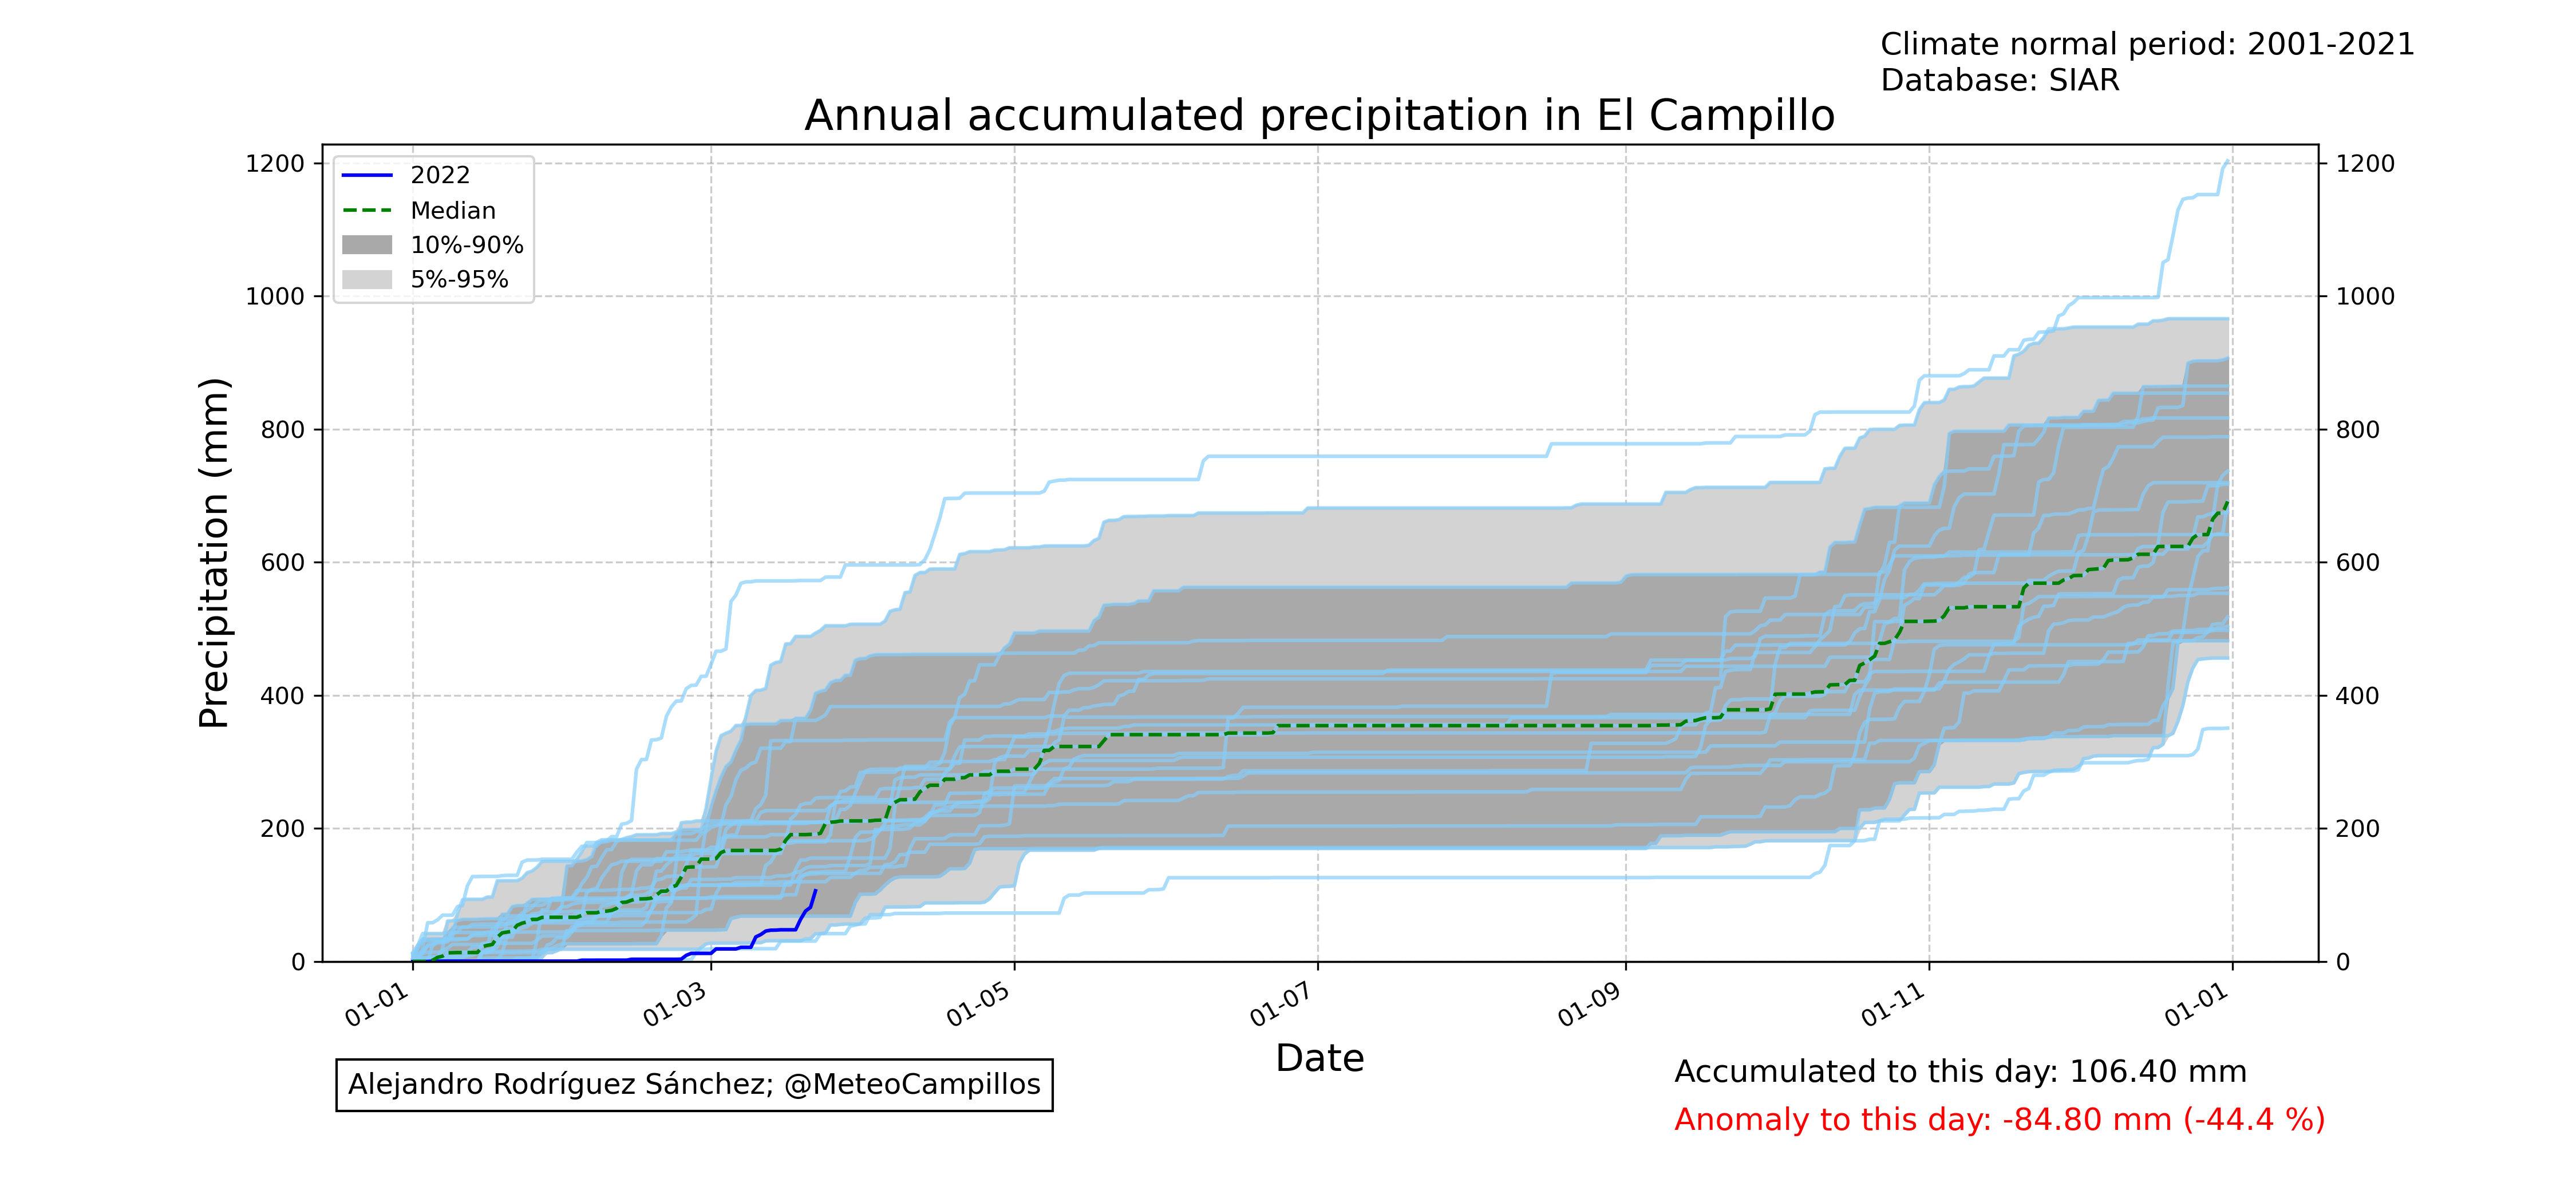 Climate normal period: 2001-2021
Database: SIAR
Annual accumulated precipitation in El Campillo
2022
Median
10%-90%
5%-95%
Precipitation (mm)
1200
1000
800
600
400
200
0
1200
1000
800
600
400
200
0
01-01
01-03
01-05
01-07
01-09
01-11
01-01
Date
Alejandro Rodríguez Sánchez; @MeteoCampillos
Accumulated to this day: 106.40 mm
Anomaly to this day: -84.80 mm (-44.4 %)